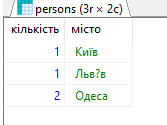 persons (3r × 2c)
кількість місто
1 Київ
1 Льв?в
2 Одеса